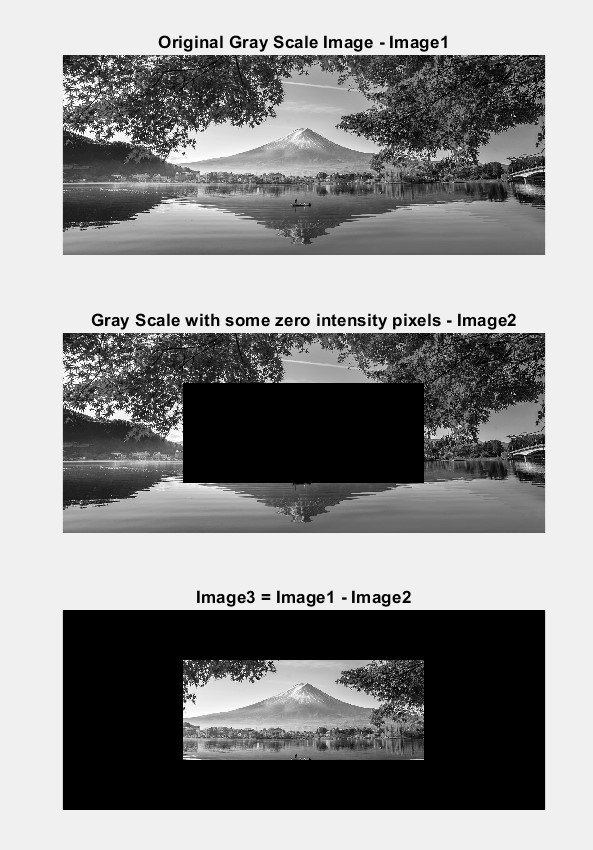 Original Gray Scale Image - Image1
Gray Scale with some zero intensity pixels - Image2
Image3 = Image1 - Image2